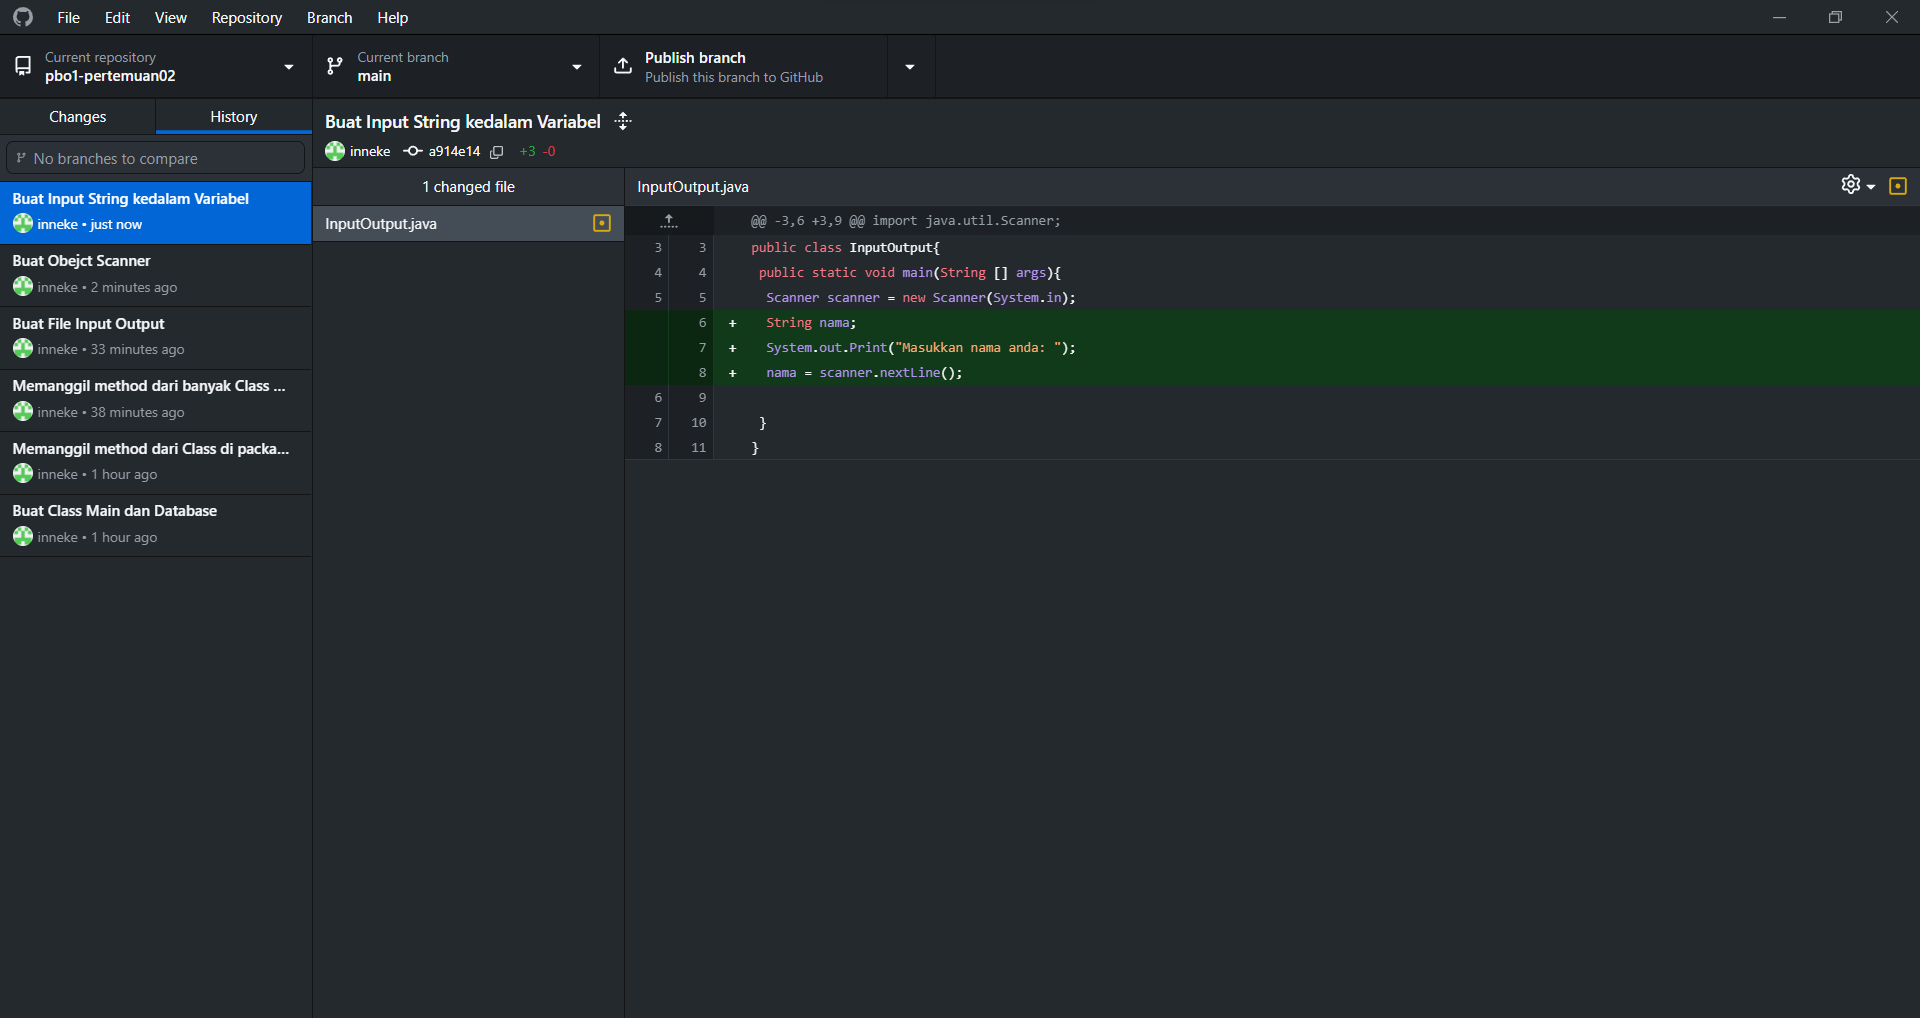 File Edit View Repository Branch Help
Current repository
pbo1-pertemuan02
Current branch
main
Publish branch
Publish this branch to GitHub
Changes
History
No branches to compare
Buat Input String kedalam Variabel
inneke • just now
Buat Obejct Scanner
inneke • 2 minutes ago
Buat File Input Output
inneke • 33 minutes ago
Memanggil method dari banyak Class ...
inneke • 38 minutes ago
Memanggil method dari Class di packa...
inneke • 1 hour ago
Buat Class Main dan Database
inneke • 1 hour ago
Buat Input String kedalam Variabel
inneke a914e14 +3 -0
1 changed file
InputOutput.java
InputOutput.java
@@ -3,6 +3,9 @@ import java.util.Scanner;
3 3 public class InputOutput{
4 4 public static void main(String [] args){
5 5 Scanner scanner = new Scanner(System.in);
6 + String nama;
7 + System.out.Print("Masukkan nama anda: ");
8 + nama = scanner.nextLine();
6 9
7 10 }
8 11 }